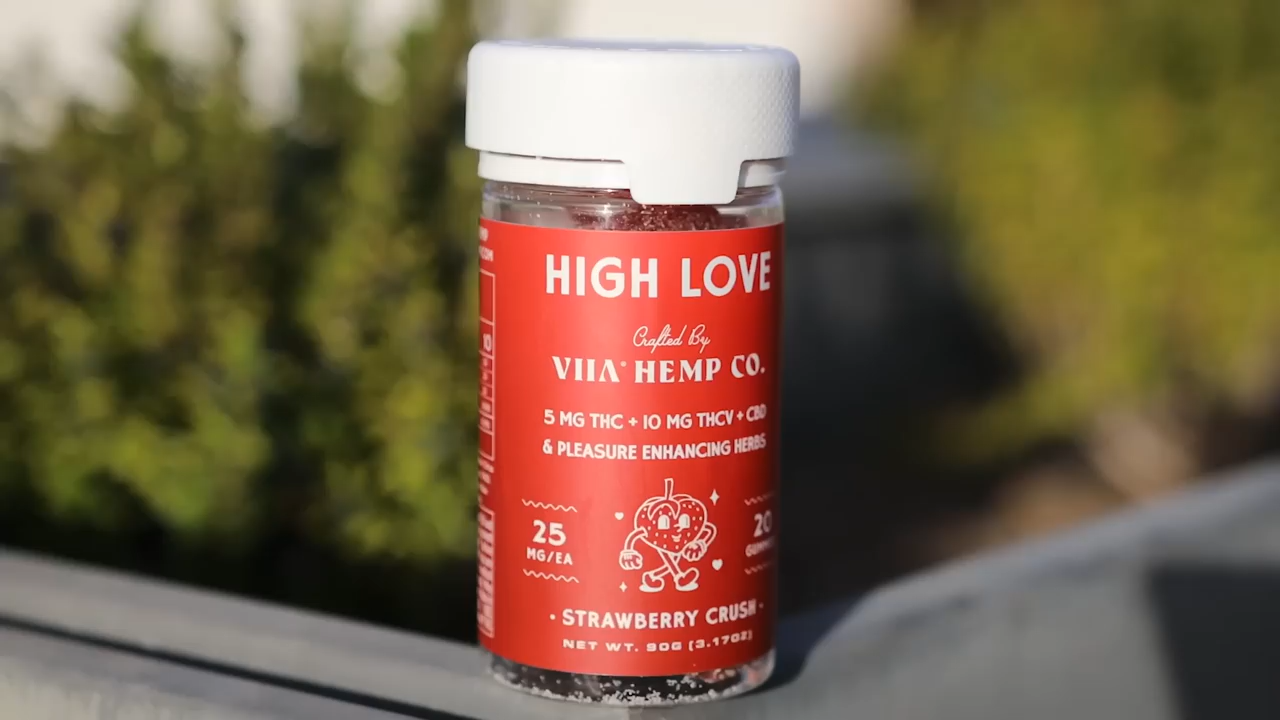 HIGH LOVE
Crafted By
VIIA® HEMP CO.
5 MG THC + 10 MG THCV + CBD
& PLEASURE ENHANCING HERBS
25
MG/EA
20
· STRAWBERRY CRUSH ·
NET WT. 90G (3.17OZ)